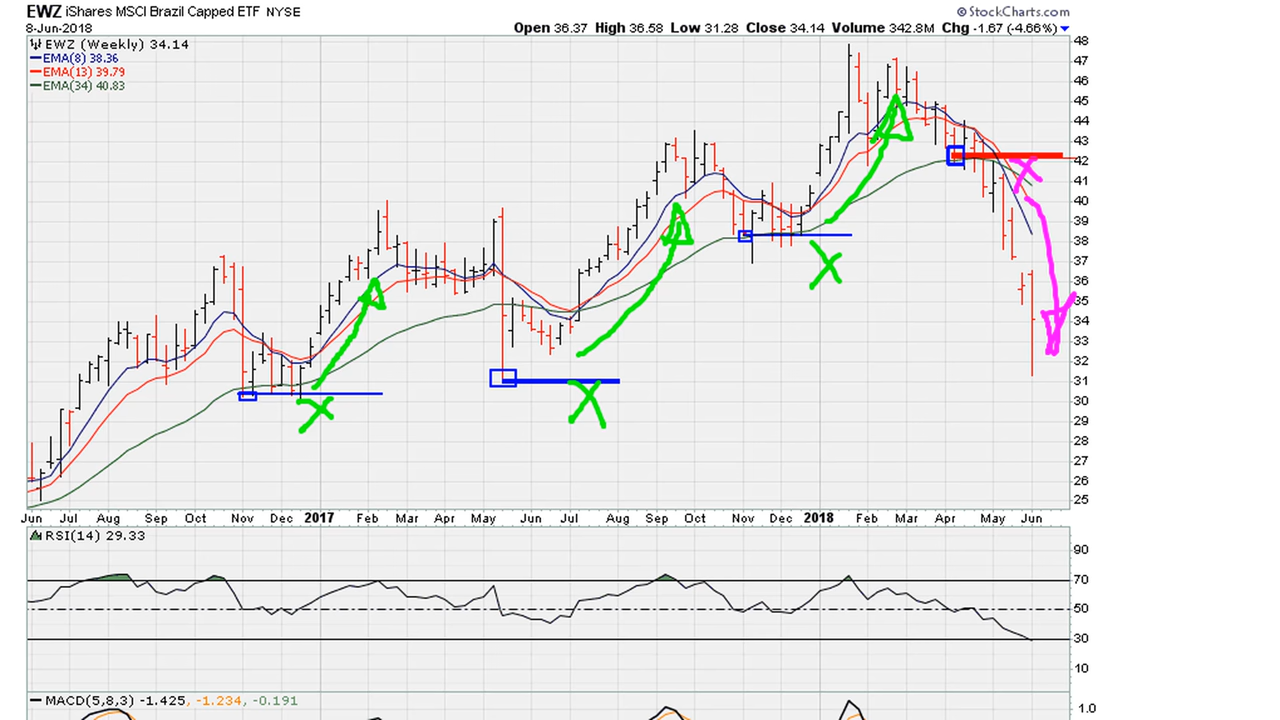 EWZ iShares MSCI Brazil Capped ETF NYSE
© StockCharts.com
8-Jun-2018
Open 36.37 High 36.58 Low 31.28 Close 34.14 Volume 342.8M Chg -1.67 (-4.66%)
EWZ (Weekly) 34.14
EMA(8) 38.36
EMA(13) 39.79
EMA(34) 40.83
48
47
46
45
44
43
42
41
40
39
38
37
36
35
34
33
32
31
30
29
28
27
26
25
Jun Jul Aug Sep Oct Nov Dec 2017 Feb Mar Apr May Jun Jul Aug Sep Oct Nov Dec 2018 Feb Mar Apr May Jun
RSI(14) 29.33
90
70
50
30
10
MACD(5,8,3) -1.425, -1.234, -0.191
1.0